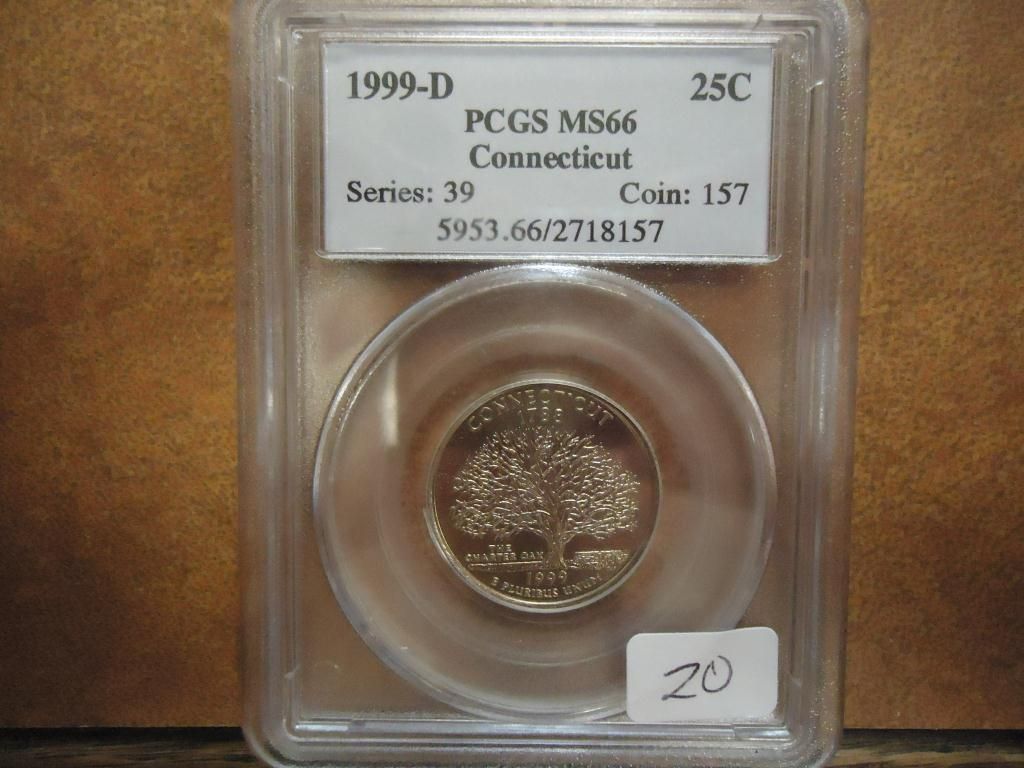 1999-D 25C
PCGS MS66
Connecticut
Series: 39 Coin: 157
5953.66/2718157
CONNECTICUT
1788
THE
CHARTER OAK
1999
E PLURIBUS UNUM
20